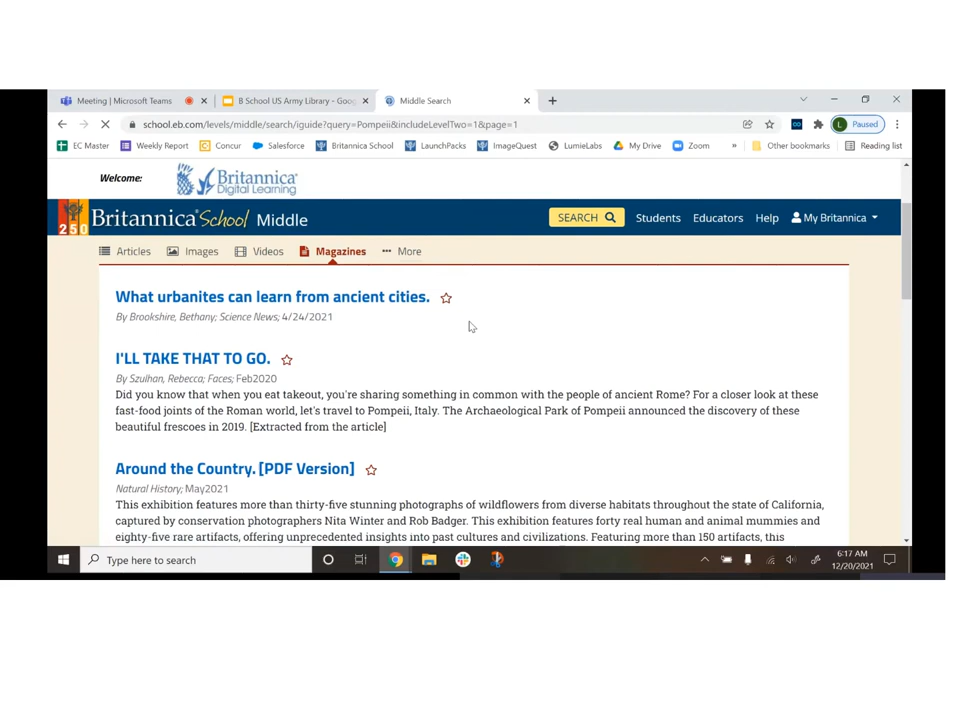 Meeting | Microsoft Teams
B School US Army Library - Goog
Middle Search
school.eb.com/levels/middle/search/iguide?query=Pompeii&includeLevelTwo=1&page=1
L Paused
EC Master Weekly Report Concur Salesforce Britannica School LaunchPacks ImageQuest LumieLabs My Drive Zoom » Other bookmarks Reading list
Welcome: Britannica
Digital Learning
250 Britannica School Middle SEARCH Students Educators Help My Britannica
Articles Images Videos Magazines More
What urbanites can learn from ancient cities.
By Brookshire, Bethany; Science News; 4/24/2021
I'LL TAKE THAT TO GO.
By Szulhan, Rebecca; Faces; Feb2020
Did you know that when you eat takeout, you're sharing something in common with the people of ancient Rome? For a closer look at these
fast-food joints of the Roman world, let's travel to Pompeii, Italy. The Archaeological Park of Pompeii announced the discovery of these
beautiful frescoes in 2019. [Extracted from the article]
Around the Country. [PDF Version]
Natural History; May2021
This exhibition features more than thirty-five stunning photographs of wildflowers from diverse habitats throughout the state of California,
captured by conservation photographers Nita Winter and Rob Badger. This exhibition features forty real human and animal mummies and
eighty-five rare artifacts, offering unprecedented insights into past cultures and civilizations. Featuring more than 150 artifacts, this
Type here to search
6:17 AM
12/20/2021